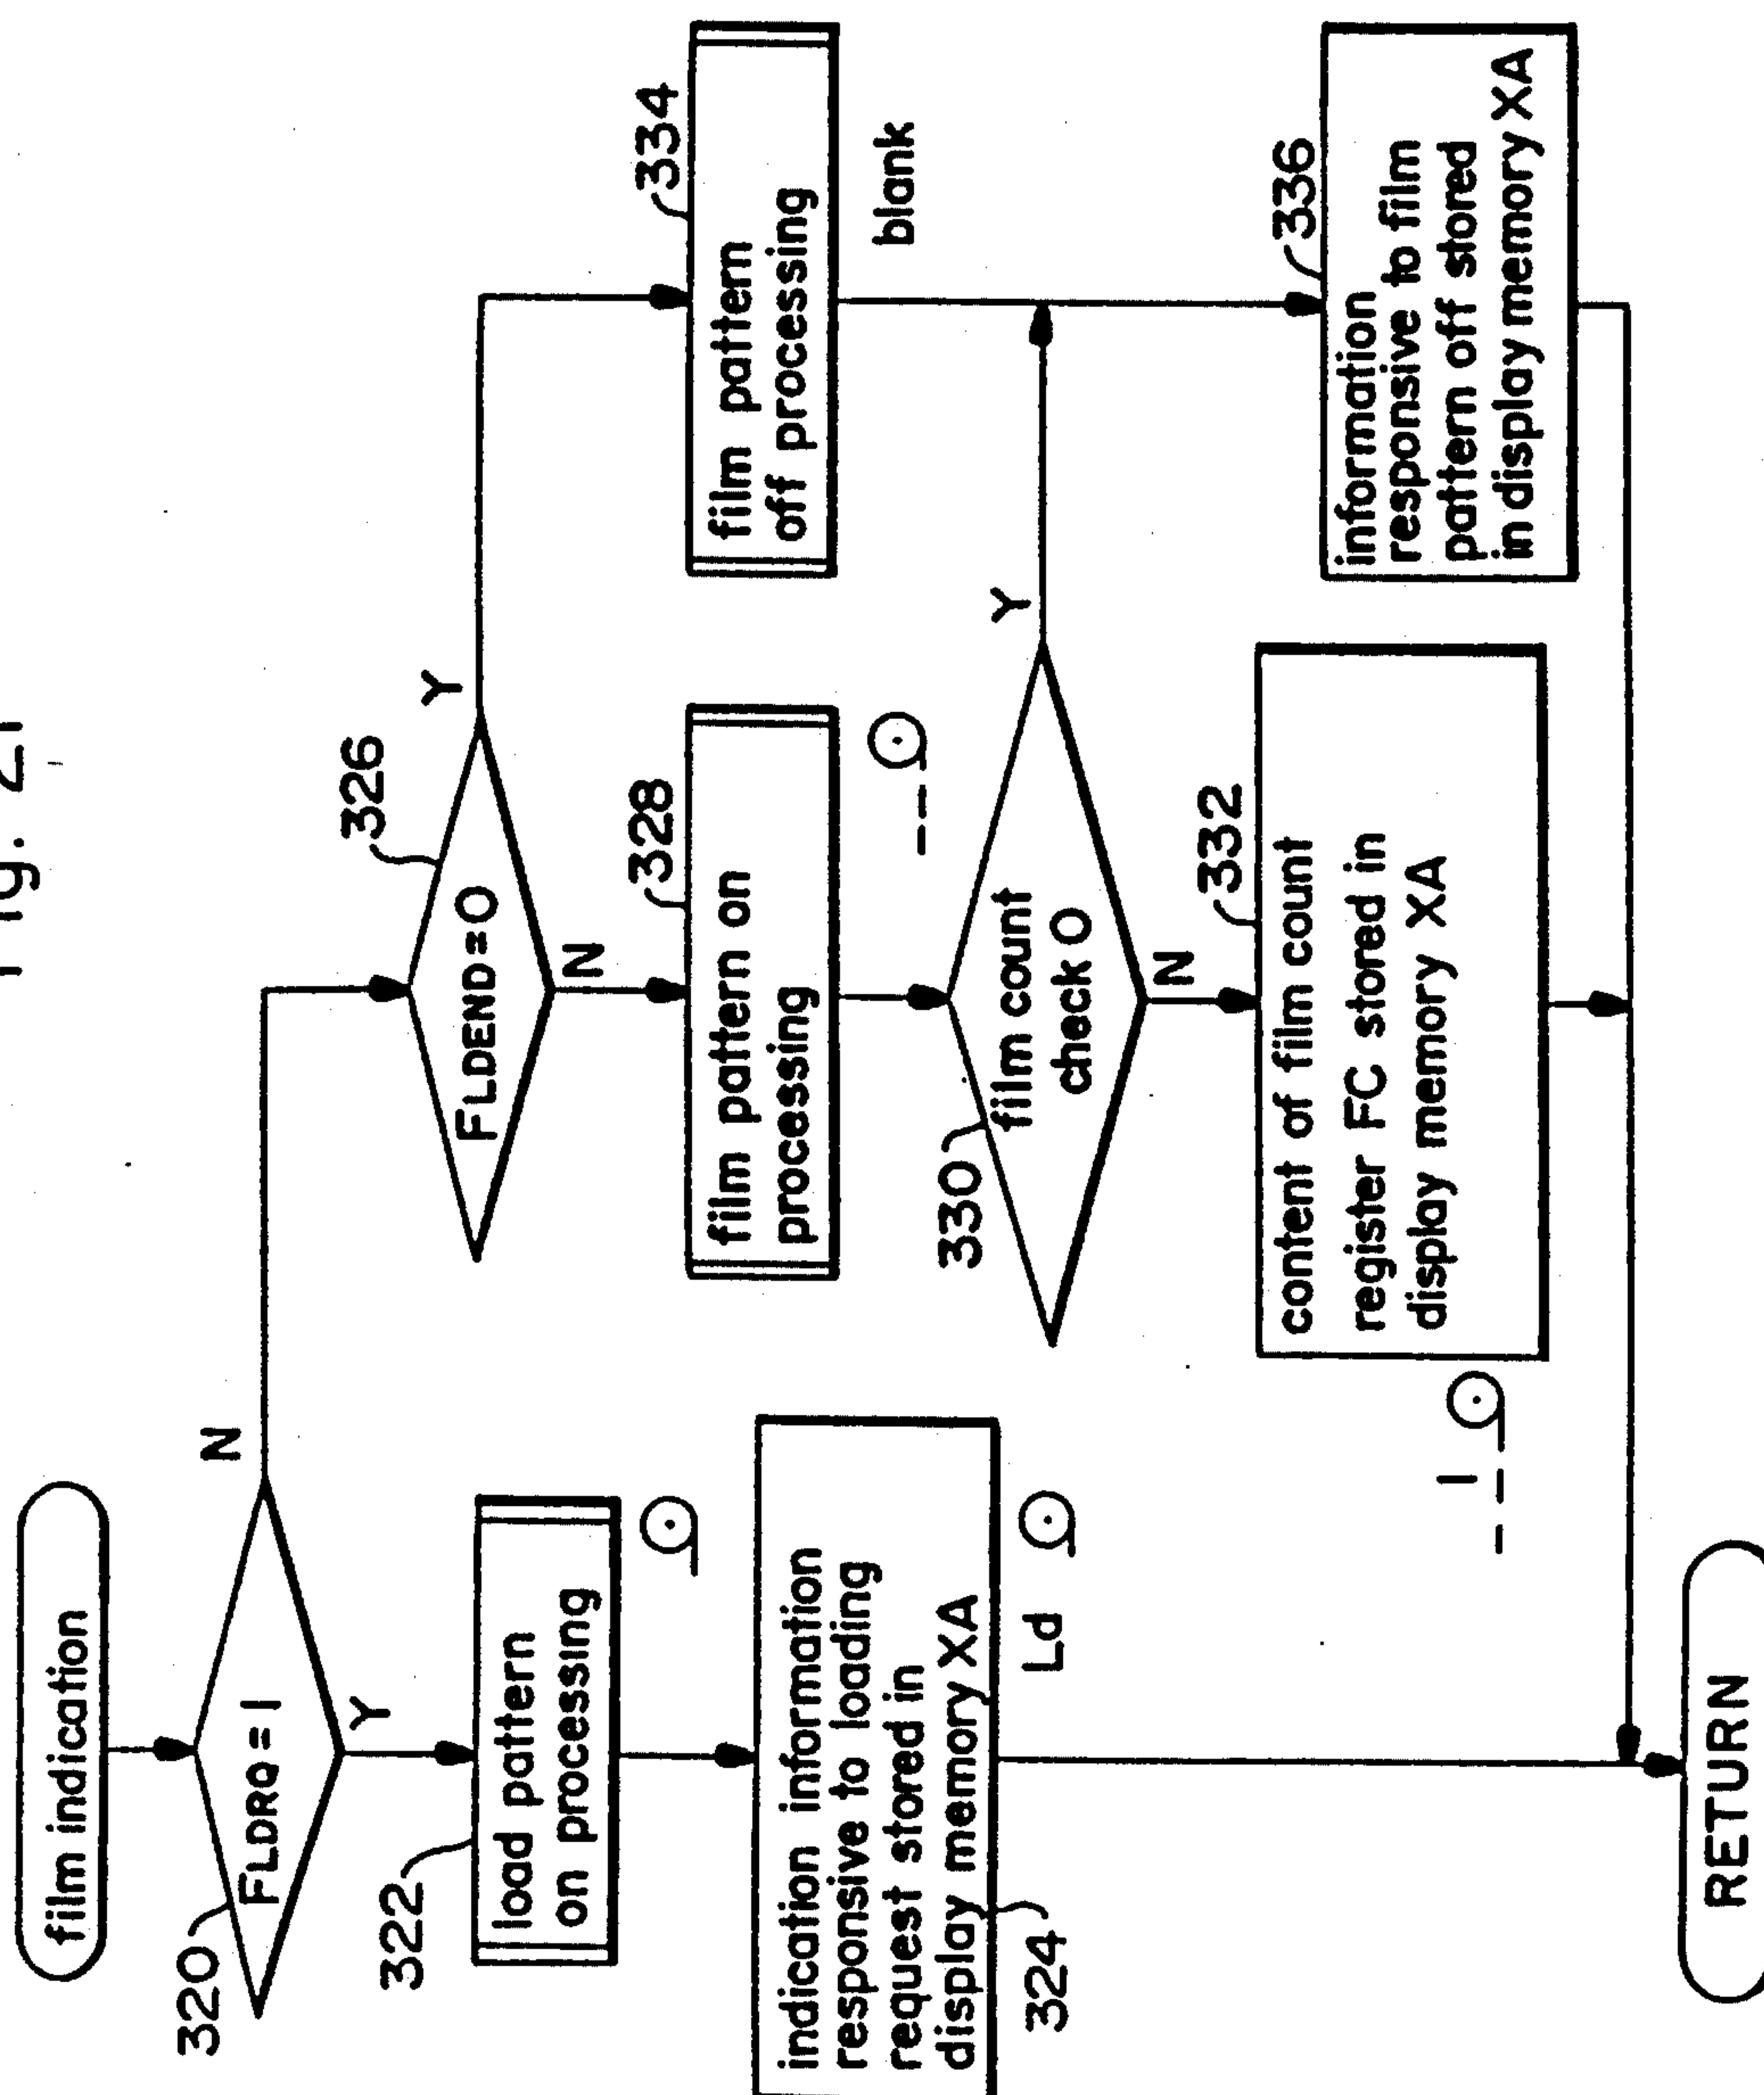 Fig. 21
film indication
320
FLDRQ = 1
N
Y
322
load pattern
on processing
indication information
responsive to loading
request stored in
display memory XA
324
Ld
326
FLDEND=0
Y
N
328
film pattern on
processing
330
film count
check 0
Y
N
332
content of film count
register FC stored in
display memory XA
1
334
film pattern
off processing
blank
336
information
responsive to film
pattern off stored
in display memory XA
RETURN